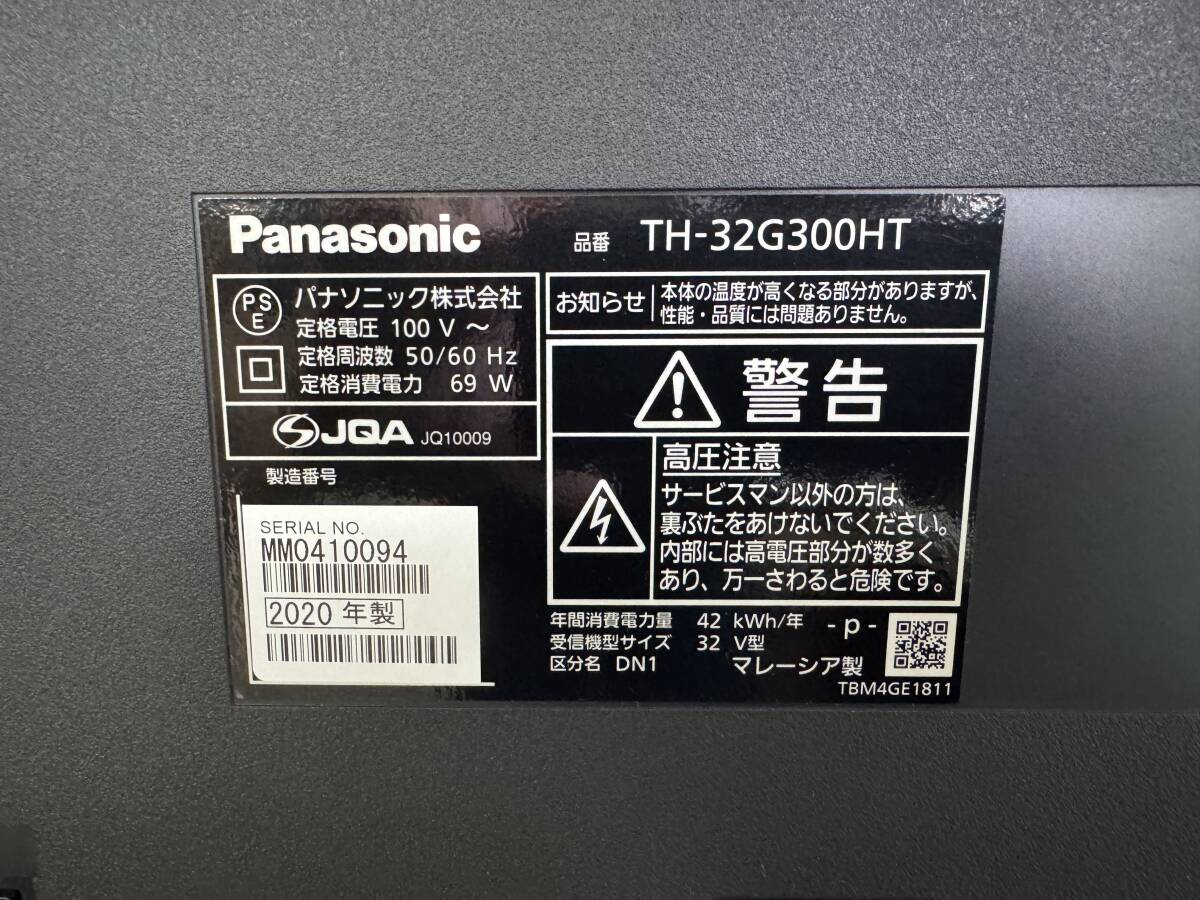 Panasonic
品番 TH-32G300HT
PS
E
パナソニック株式会社
定格電圧 100 V ～
定格周波数 50/60 Hz
定格消費電力 69 W
JQA JQ10009
製造番号
SERIAL NO.
MM0410094
2020 年製
お知らせ
本体の温度が高くなる部分がありますが、
性能・品質には問題ありません。
警告
高圧注意
サービスマン以外の方は、
裏ぶたをあけないでください。
内部には高電圧部分が数多く
あり、万一さわると危険です。
年間消費電力量 42 kWh/年
受信機型サイズ 32 V型
区分名 DN1
- p -
マレーシア製
TBM4GE1811